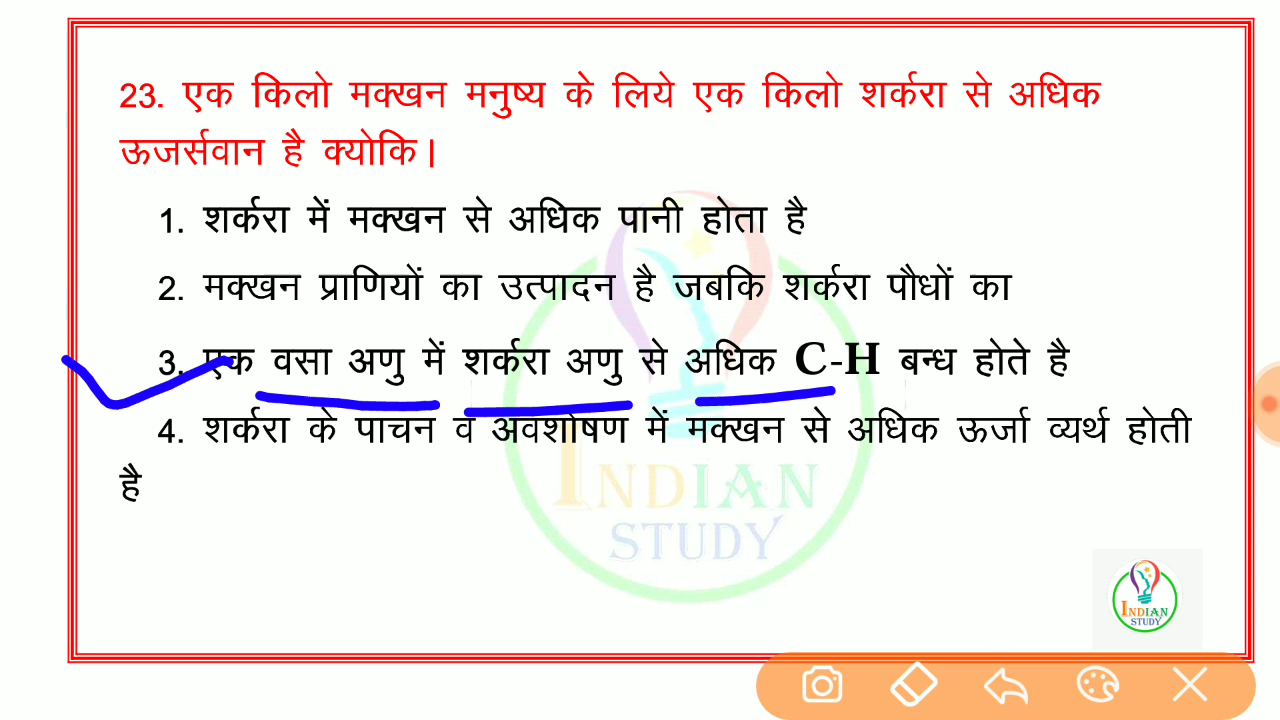 23. एक किलो मक्खन मनुष्य के लिये एक किलो शर्करा से अधिक
ऊजर्सवान है क्योकि।
1. शर्करा में मक्खन से अधिक पानी होता है
2. मक्खन प्राणियों का उत्पादन है जबकि शर्करा पौधों का
3. एक वसा अणु में शर्करा अणु से अधिक C-H बन्ध होते है
4. शर्करा के पाचन व अवशोषण में मक्खन से अधिक ऊर्जा व्यर्थ होती
है
INDIAN
STUDY
INDIAN
STUDY